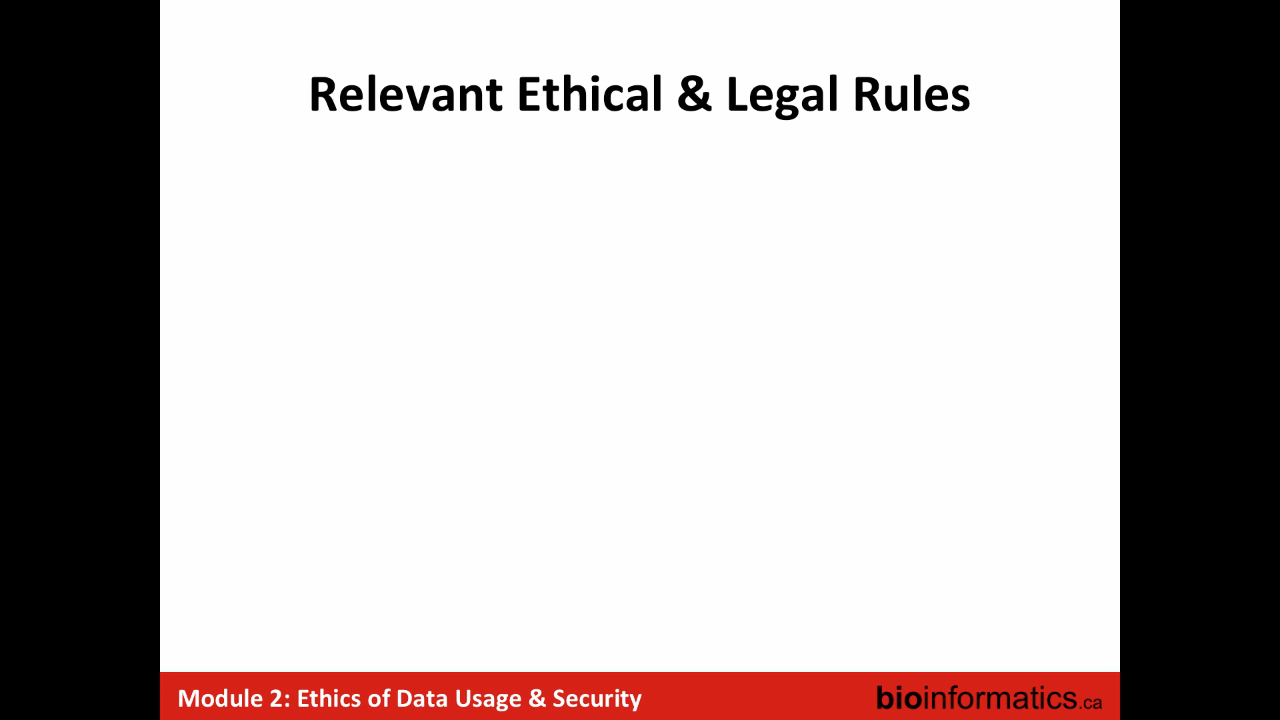 Relevant Ethical & Legal Rules
Module 2: Ethics of Data Usage & Security
bioinformatics.ca